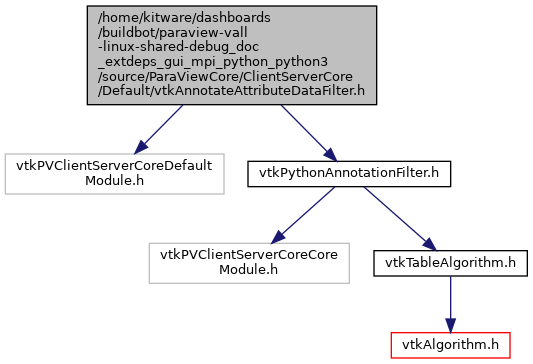 /home/kitware/dashboards
/buildbot/paraview-vall
-linux-shared-debug_doc
_extdeps_gui_mpi_python_python3
/source/ParaViewCore/ClientServerCore
/Default/vtkAnnotateAttributeDataFilter.h
vtkPVClientServerCoreDefault
Module.h
vtkPythonAnnotationFilter.h
vtkPVClientServerCoreCore
Module.h
vtkTableAlgorithm.h
vtkAlgorithm.h